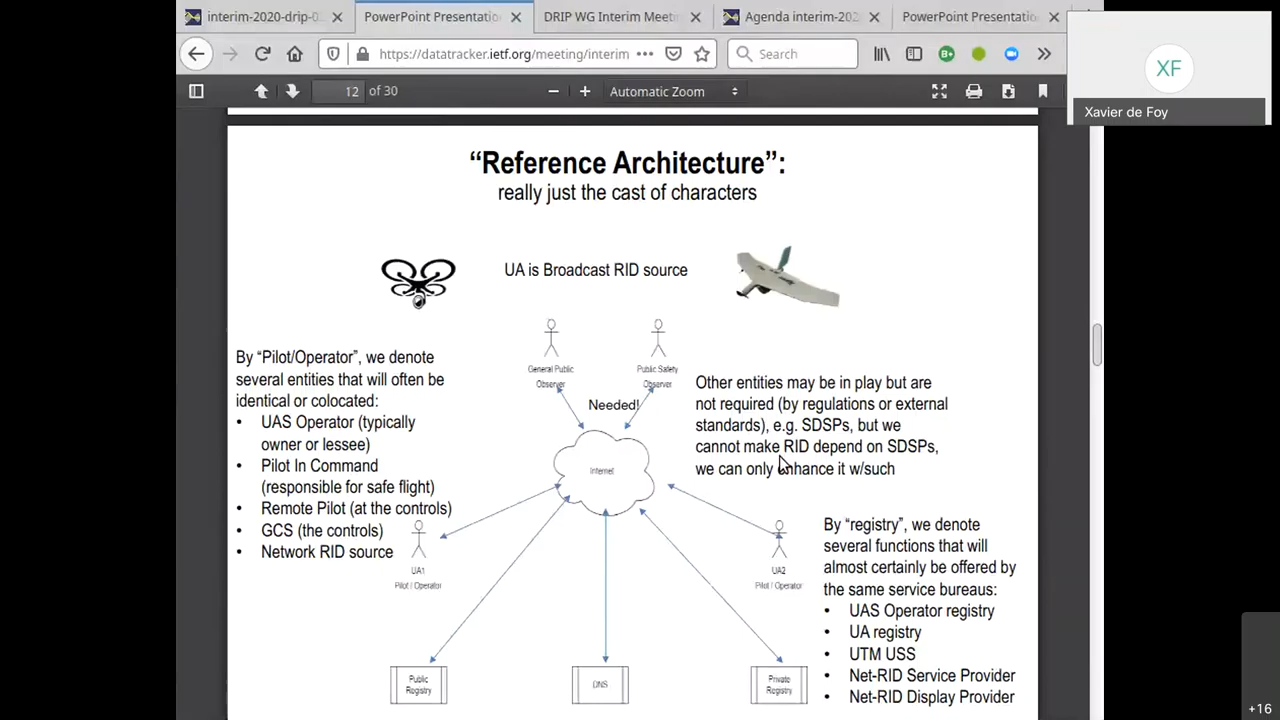 interim-2020-drip-0
PowerPoint Presentatio
DRIP WG Interim Meeti
Agenda interim-202
PowerPoint Presentatio
https://datatracker.ietf.org/meeting/interim
Search
12 of 30
Automatic Zoom
XF
Xavier de Foy
“Reference Architecture”:
really just the cast of characters
UA is Broadcast RID source
General Public
Observer
Public Safety
Observer
Needed!
Internet
By “Pilot/Operator”, we denote
several entities that will often be
identical or colocated:
• UAS Operator (typically
owner or lessee)
• Pilot In Command
(responsible for safe flight)
• Remote Pilot (at the controls)
• GCS (the controls)
• Network RID source
Other entities may be in play but are
not required (by regulations or external
standards), e.g. SDSPs, but we
cannot make RID depend on SDSPs,
we can only enhance it w/such
UA1
Pilot / Operator
UA2
Pilot / Operator
By “registry”, we denote
several functions that will
almost certainly be offered by
the same service bureaus:
• UAS Operator registry
• UA registry
• UTM USS
• Net-RID Service Provider
• Net-RID Display Provider
Public
Registry
DNS
Private
Registry
+16